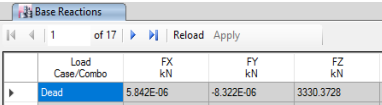 Base Reactions
1 of 17 Reload Apply
Load Case/Combo FX kN FY kN FZ kN
Dead 5.842E-06 -8.322E-06 3330.3728